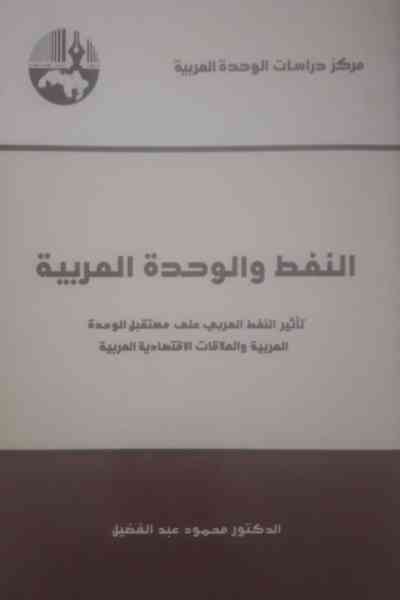 مركز دراسات الوحدة العربية
النفط والوحدة العربية
تأثير النفط العربي على مستقبل الوحدة
العربية والعلاقات الاقتصادية العربية
الدكتور محمود عبد الفضيل